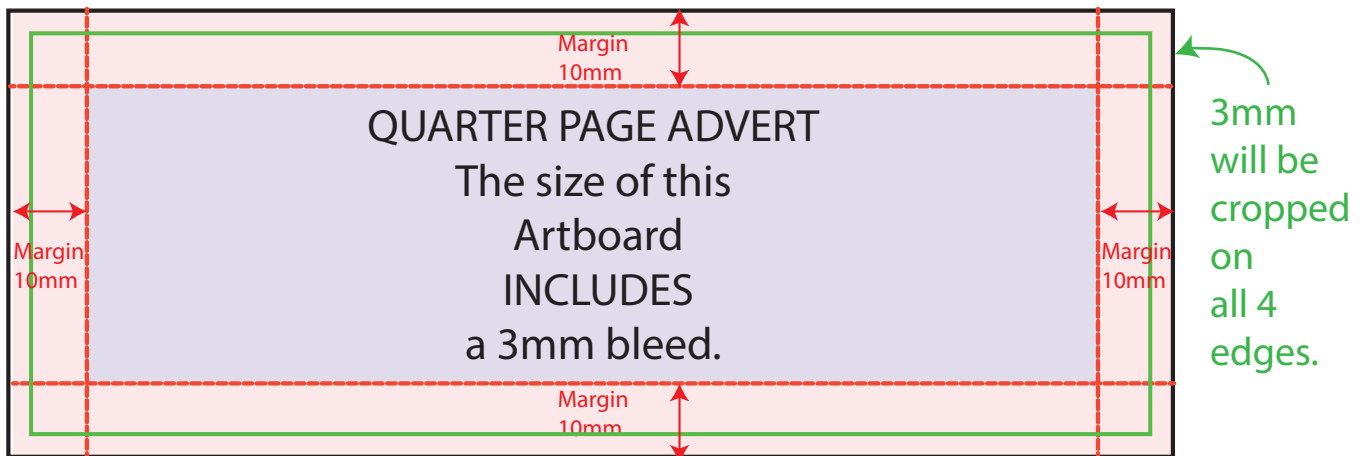 Margin
10mm
QUARTER PAGE ADVERT
The size of this
Artboard
INCLUDES
a 3mm bleed.
Margin
10mm
Margin
10mm
Margin
10mm
3mm
will be
cropped
on
all 4
edges.